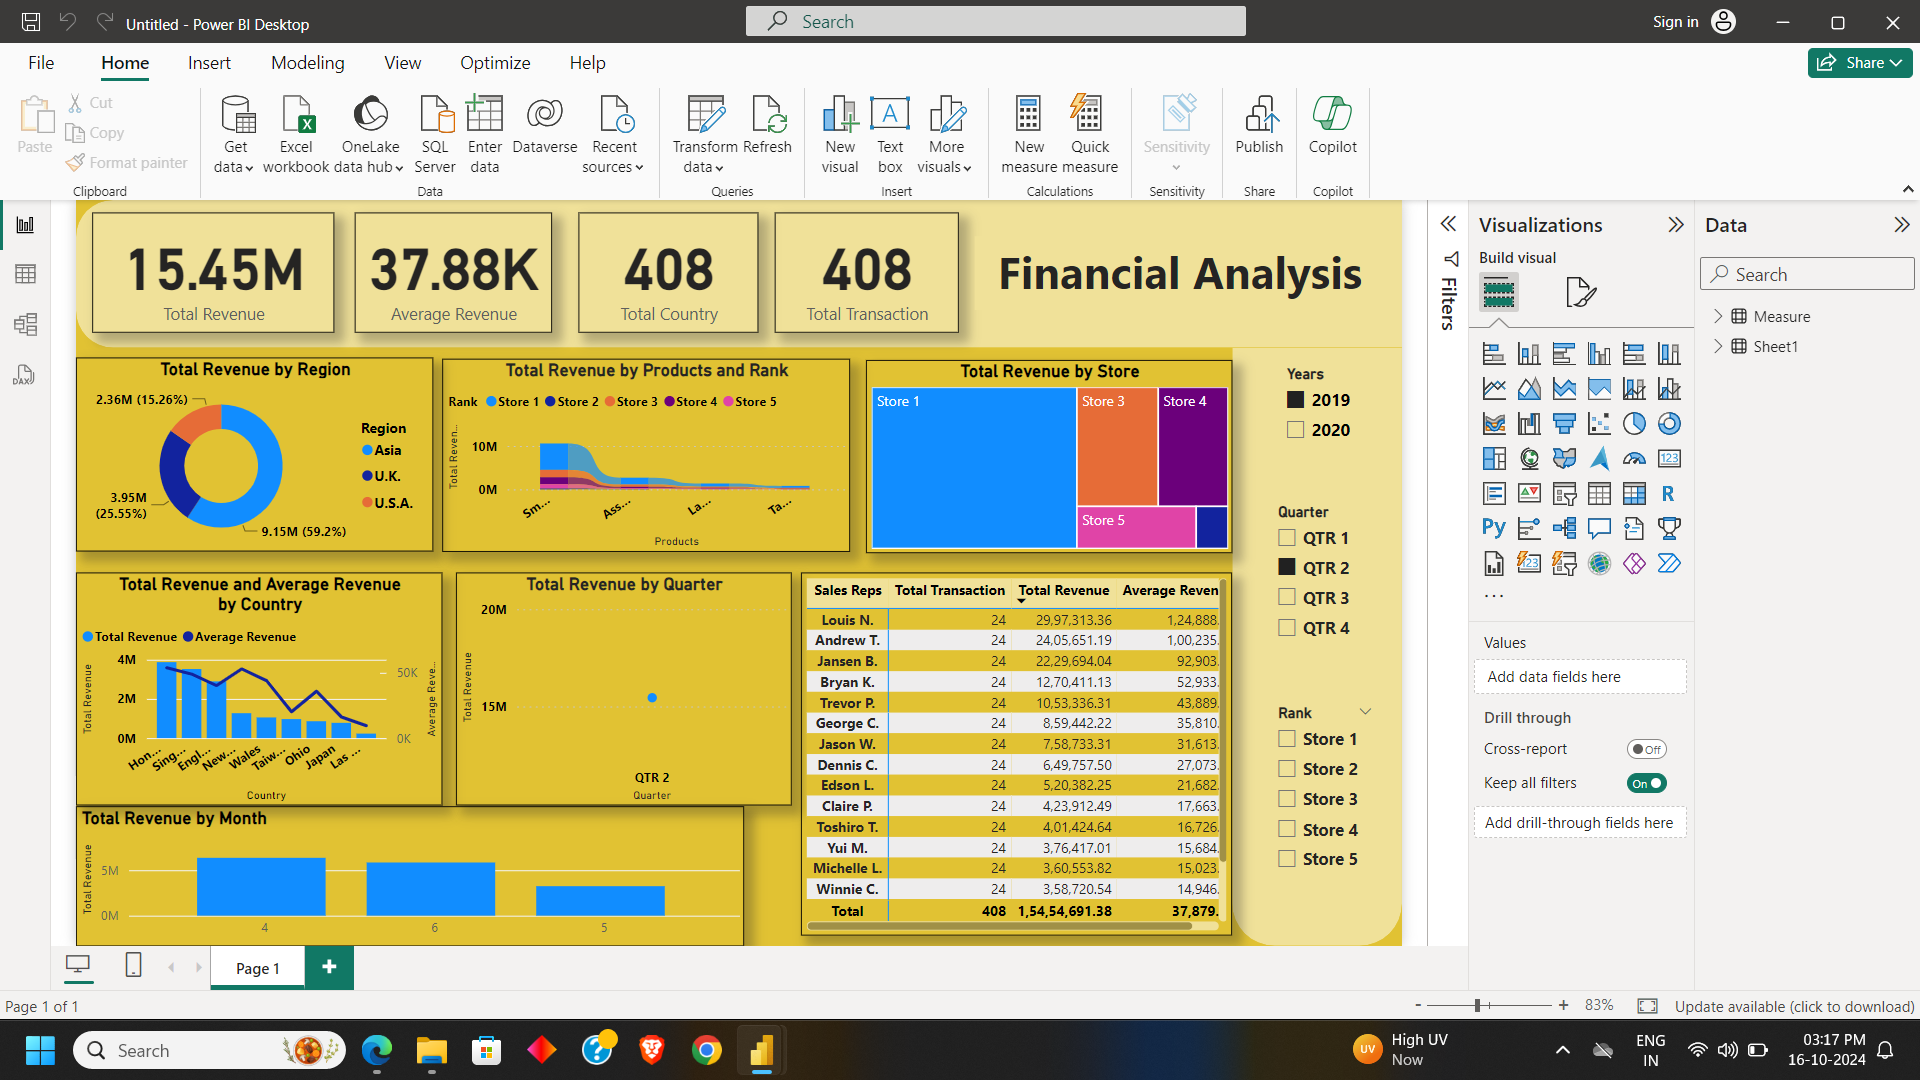 Untitled - Power BI Desktop
Search
Sign in
File Home Insert Modeling View Optimize Help
Share
Paste
Cut
Copy
Format painter
Clipboard
Get data
Excel workbook
OneLake data hub
SQL Server
Enter data
Dataverse
Recent sources
Data
Transform data
Refresh
Queries
New visual
Text box
More visuals
Insert
New measure
Quick measure
Calculations
Sensitivity
Sensitivity
Publish
Share
Copilot
Copilot
15.45M
Total Revenue
37.88K
Average Revenue
408
Total Country
408
Total Transaction
Financial Analysis
Total Revenue by Region
2.36M (15.26%)
3.95M
(25.55%)
9.15M (59.2%)
Region
Asia
U.K.
U.S.A.
Total Revenue by Products and Rank
Rank Store 1 Store 2 Store 3 Store 4 Store 5
Total Reven...
10M
0M
Sm... Ass... La... Ta...
Products
Total Revenue by Store
Store 1
Store 3
Store 4
Store 5
Years
2019
2020
Quarter
QTR 1
QTR 2
QTR 3
QTR 4
Rank
Store 1
Store 2
Store 3
Store 4
Store 5
Total Revenue and Average Revenue
by Country
Total Revenue Average Revenue
Total Revenue
4M
2M
0M
50K
0K
Average Reve...
Hon... Sing... Engl... New... Wales Taiw... Ohio Japan Las ...
Country
Total Revenue by Quarter
Total Revenue
20M
15M
QTR 2
Quarter
Sales Reps Total Transaction Total Revenue Average Reven
Louis N. 24 29,97,313.36 1,24,888.
Andrew T. 24 24,05,651.19 1,00,235.
Jansen B. 24 22,29,694.04 92,903.
Bryan K. 24 12,70,411.13 52,933.
Trevor P. 24 10,53,336.31 43,889.
George C. 24 8,59,442.22 35,810.
Jason W. 24 7,58,733.31 31,613.
Dennis C. 24 6,49,757.50 27,073.
Edson L. 24 5,20,382.25 21,682.
Claire P. 24 4,23,912.49 17,663.
Toshiro T. 24 4,01,424.64 16,726.
Yui M. 24 3,76,417.01 15,684.
Michelle L. 24 3,60,553.82 15,023.
Winnie C. 24 3,58,720.54 14,946.
Total 408 1,54,54,691.38 37,879.
Total Revenue by Month
Total Revenue
5M
0M
4 6 5
Filters
Visualizations
Build visual
123
R
Py
123
...
Values
Add data fields here
Drill through
Cross-report Off
Keep all filters On
Add drill-through fields here
Data
Search
Measure
Sheet1
DAX
Page 1
Page 1 of 1
- + 83%
Update available (click to download)
Search
UV
High UV
Now
ENG
IN
03:17 PM
16-10-2024